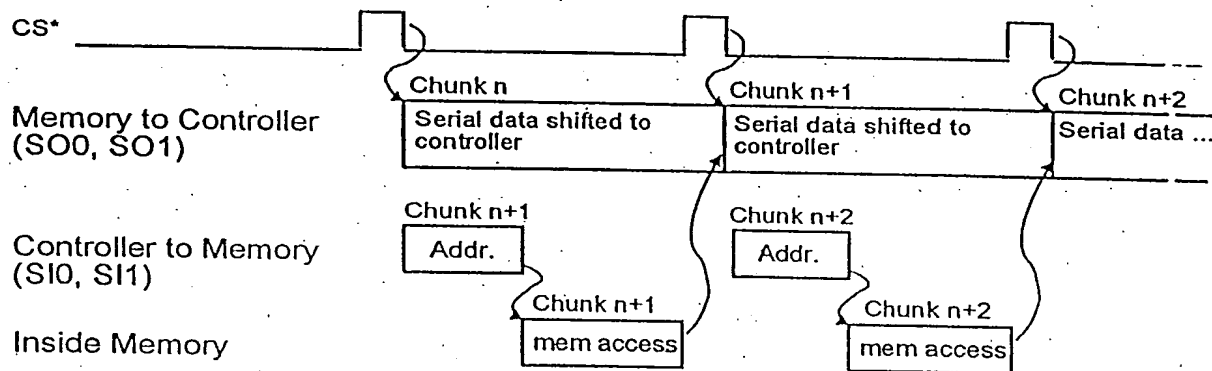 CS*
Chunk n
Chunk n+1
Chunk n+2
Memory to Controller
(SO0, SO1)
Serial data shifted to
controller
Serial data shifted to
controller
Serial data ...
Chunk n+1
Chunk n+2
Controller to Memory
(SI0, SI1)
Addr.
Addr.
Chunk n+1
Chunk n+2
Inside Memory
mem access
mem access